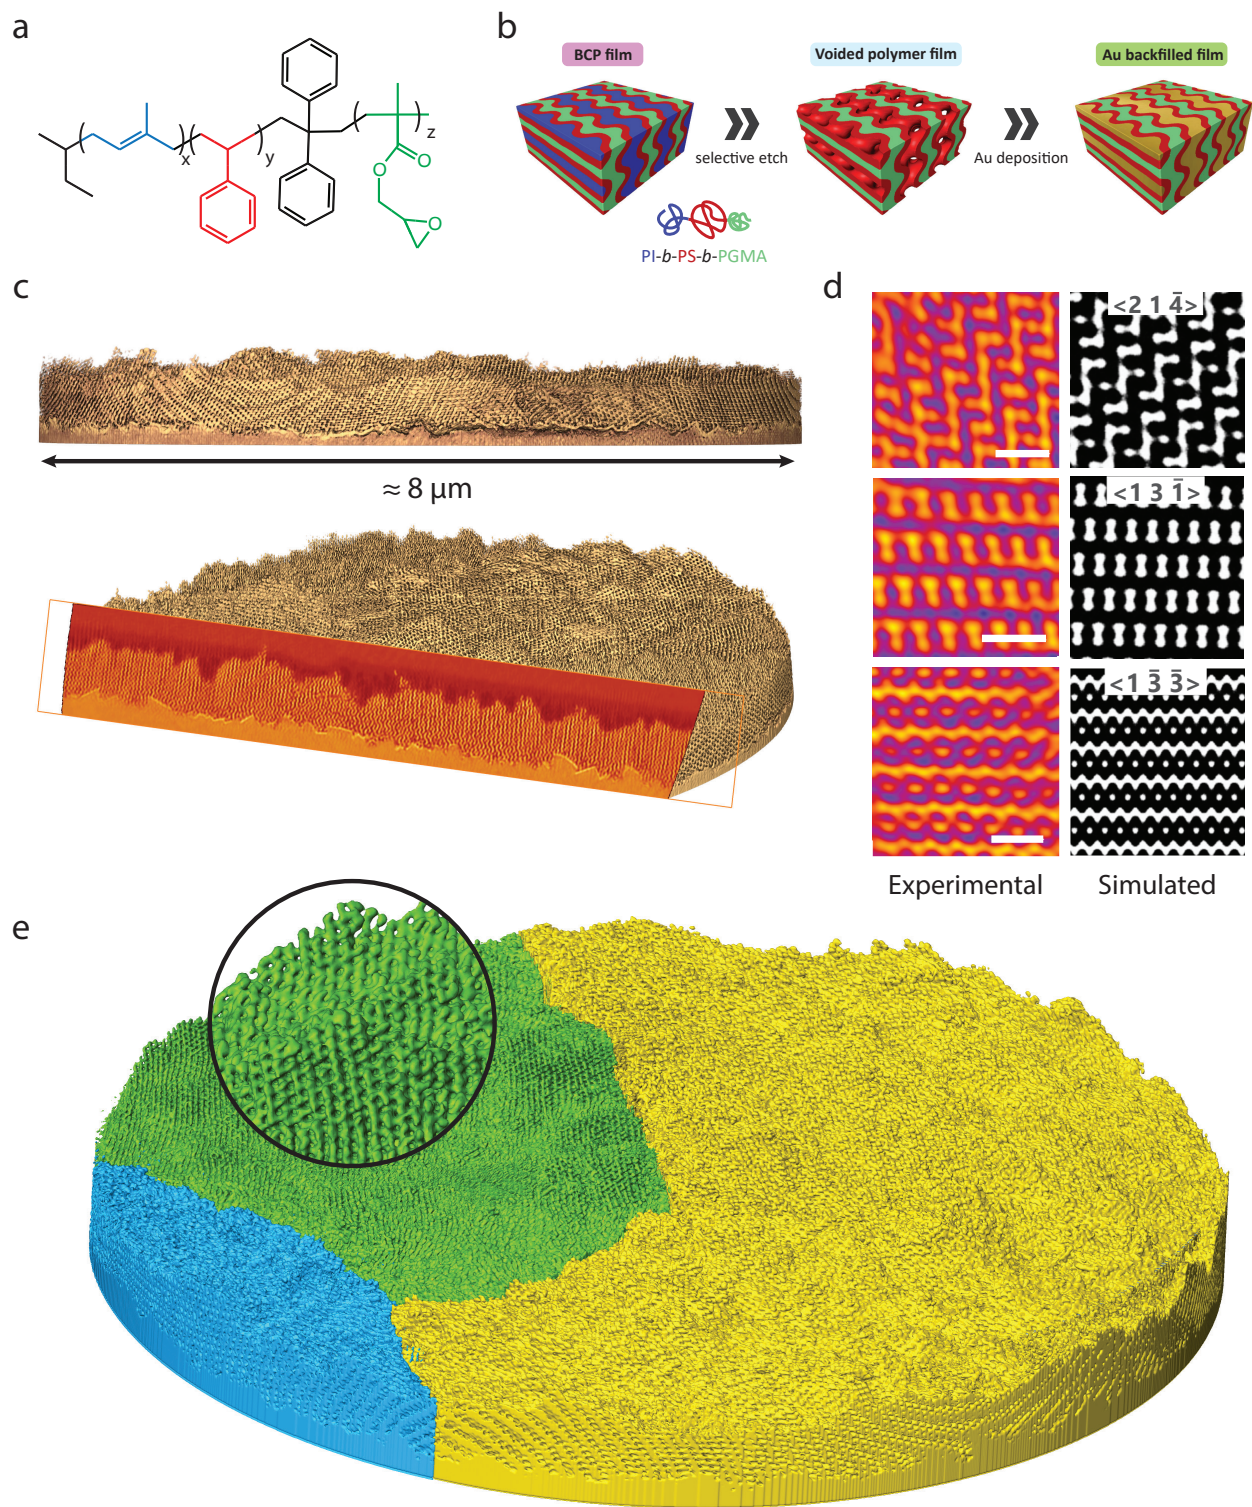 a
x
y
z
O
O
O
b
BCP film
Voided polymer film
Au backfilled film
selective etch
Au deposition
PI-b-PS-b-PGMA
c
≈ 8 µm
d
<2 1 4̅>
<1 3 1̅>
<1 3̅ 3̅>
Experimental
Simulated
e